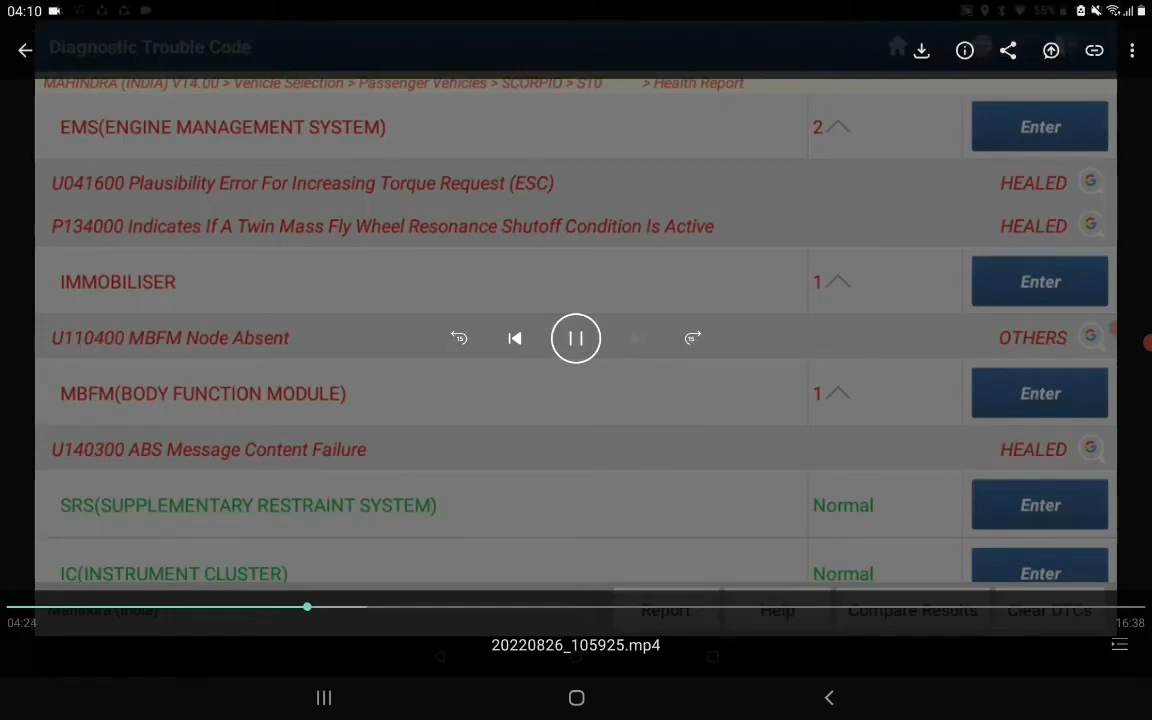 04:10
58%
Diagnostic Trouble Code
MAHINDRA (INDIA) V14.00 > Vehicle Selection > Passenger Vehicles > SCORPIO > S10 > Health Report
EMS(ENGINE MANAGEMENT SYSTEM) 2 Enter
U041600 Plausibility Error For Increasing Torque Request (ESC) HEALED G
P134000 Indicates If A Twin Mass Fly Wheel Resonance Shutoff Condition Is Active HEALED G
IMMOBILISER 1 Enter
U110400 MBFM Node Absent OTHERS G
15 15
MBFM(BODY FUNCTION MODULE) 1 Enter
U140300 ABS Message Content Failure HEALED G
SRS(SUPPLEMENTARY RESTRAINT SYSTEM) Normal Enter
IC(INSTRUMENT CLUSTER) Normal Enter
Mahindra (India) Report Help Compare Results Clear DTCs
04:24 16:38
20220826_105925.mp4